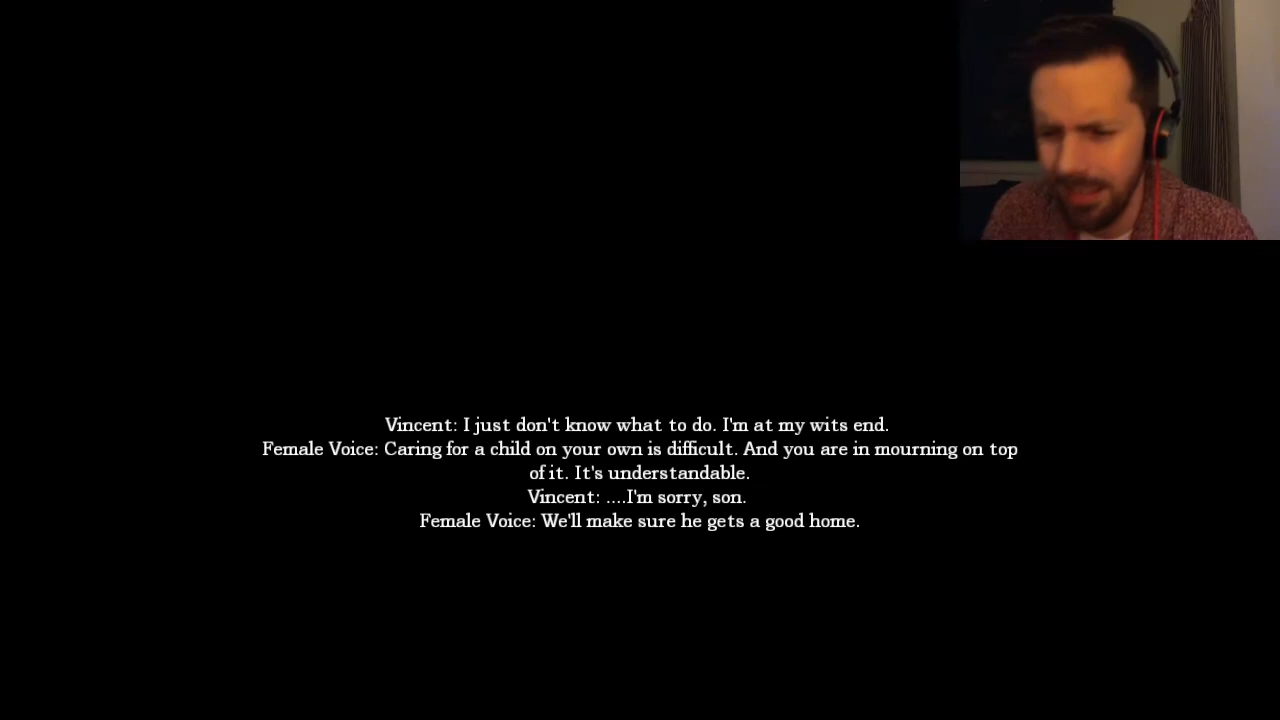 Vincent: I just don't know what to do. I'm at my wits end.
Female Voice: Caring for a child on your own is difficult. And you are in mourning on top
of it. It's understandable.
Vincent: ....I'm sorry, son.
Female Voice: We'll make sure he gets a good home.